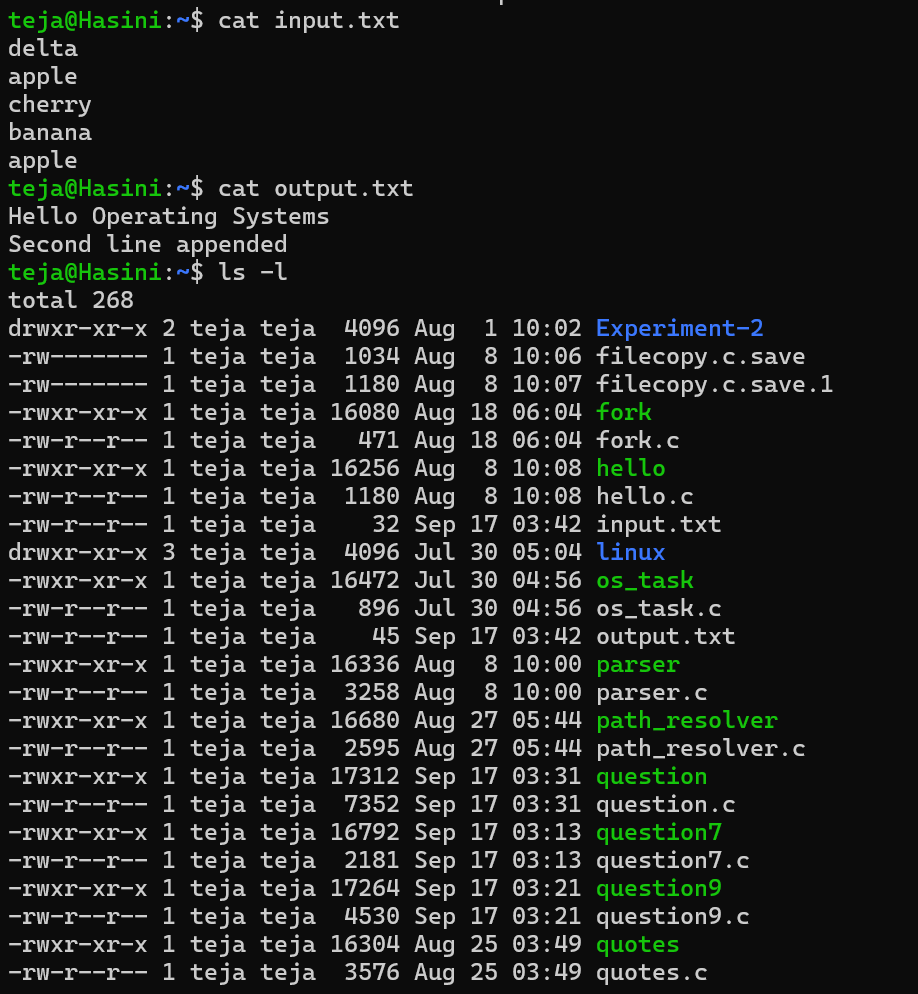 teja@Hasini:~$ cat input.txt
delta
apple
cherry
banana
apple
teja@Hasini:~$ cat output.txt
Hello Operating Systems
Second line appended
teja@Hasini:~$ ls -l
total 268
drwxr-xr-x 2 teja teja  4096 Aug  1 10:02 Experiment-2
-rw------- 1 teja teja  1034 Aug  8 10:06 filecopy.c.save
-rw------- 1 teja teja  1180 Aug  8 10:07 filecopy.c.save.1
-rwxr-xr-x 1 teja teja 16080 Aug 18 06:04 fork
-rw-r--r-- 1 teja teja   471 Aug 18 06:04 fork.c
-rwxr-xr-x 1 teja teja 16256 Aug  8 10:08 hello
-rw-r--r-- 1 teja teja  1180 Aug  8 10:08 hello.c
-rw-r--r-- 1 teja teja    32 Sep 17 03:42 input.txt
drwxr-xr-x 3 teja teja  4096 Jul 30 05:04 linux
-rwxr-xr-x 1 teja teja 16472 Jul 30 04:56 os_task
-rw-r--r-- 1 teja teja   896 Jul 30 04:56 os_task.c
-rw-r--r-- 1 teja teja    45 Sep 17 03:42 output.txt
-rwxr-xr-x 1 teja teja 16336 Aug  8 10:00 parser
-rw-r--r-- 1 teja teja  3258 Aug  8 10:00 parser.c
-rwxr-xr-x 1 teja teja 16680 Aug 27 05:44 path_resolver
-rw-r--r-- 1 teja teja  2595 Aug 27 05:44 path_resolver.c
-rwxr-xr-x 1 teja teja 17312 Sep 17 03:31 question
-rw-r--r-- 1 teja teja  7352 Sep 17 03:31 question.c
-rwxr-xr-x 1 teja teja 16792 Sep 17 03:13 question7
-rw-r--r-- 1 teja teja  2181 Sep 17 03:13 question7.c
-rwxr-xr-x 1 teja teja 17264 Sep 17 03:21 question9
-rw-r--r-- 1 teja teja  4530 Sep 17 03:21 question9.c
-rwxr-xr-x 1 teja teja 16304 Aug 25 03:49 quotes
-rw-r--r-- 1 teja teja  3576 Aug 25 03:49 quotes.c